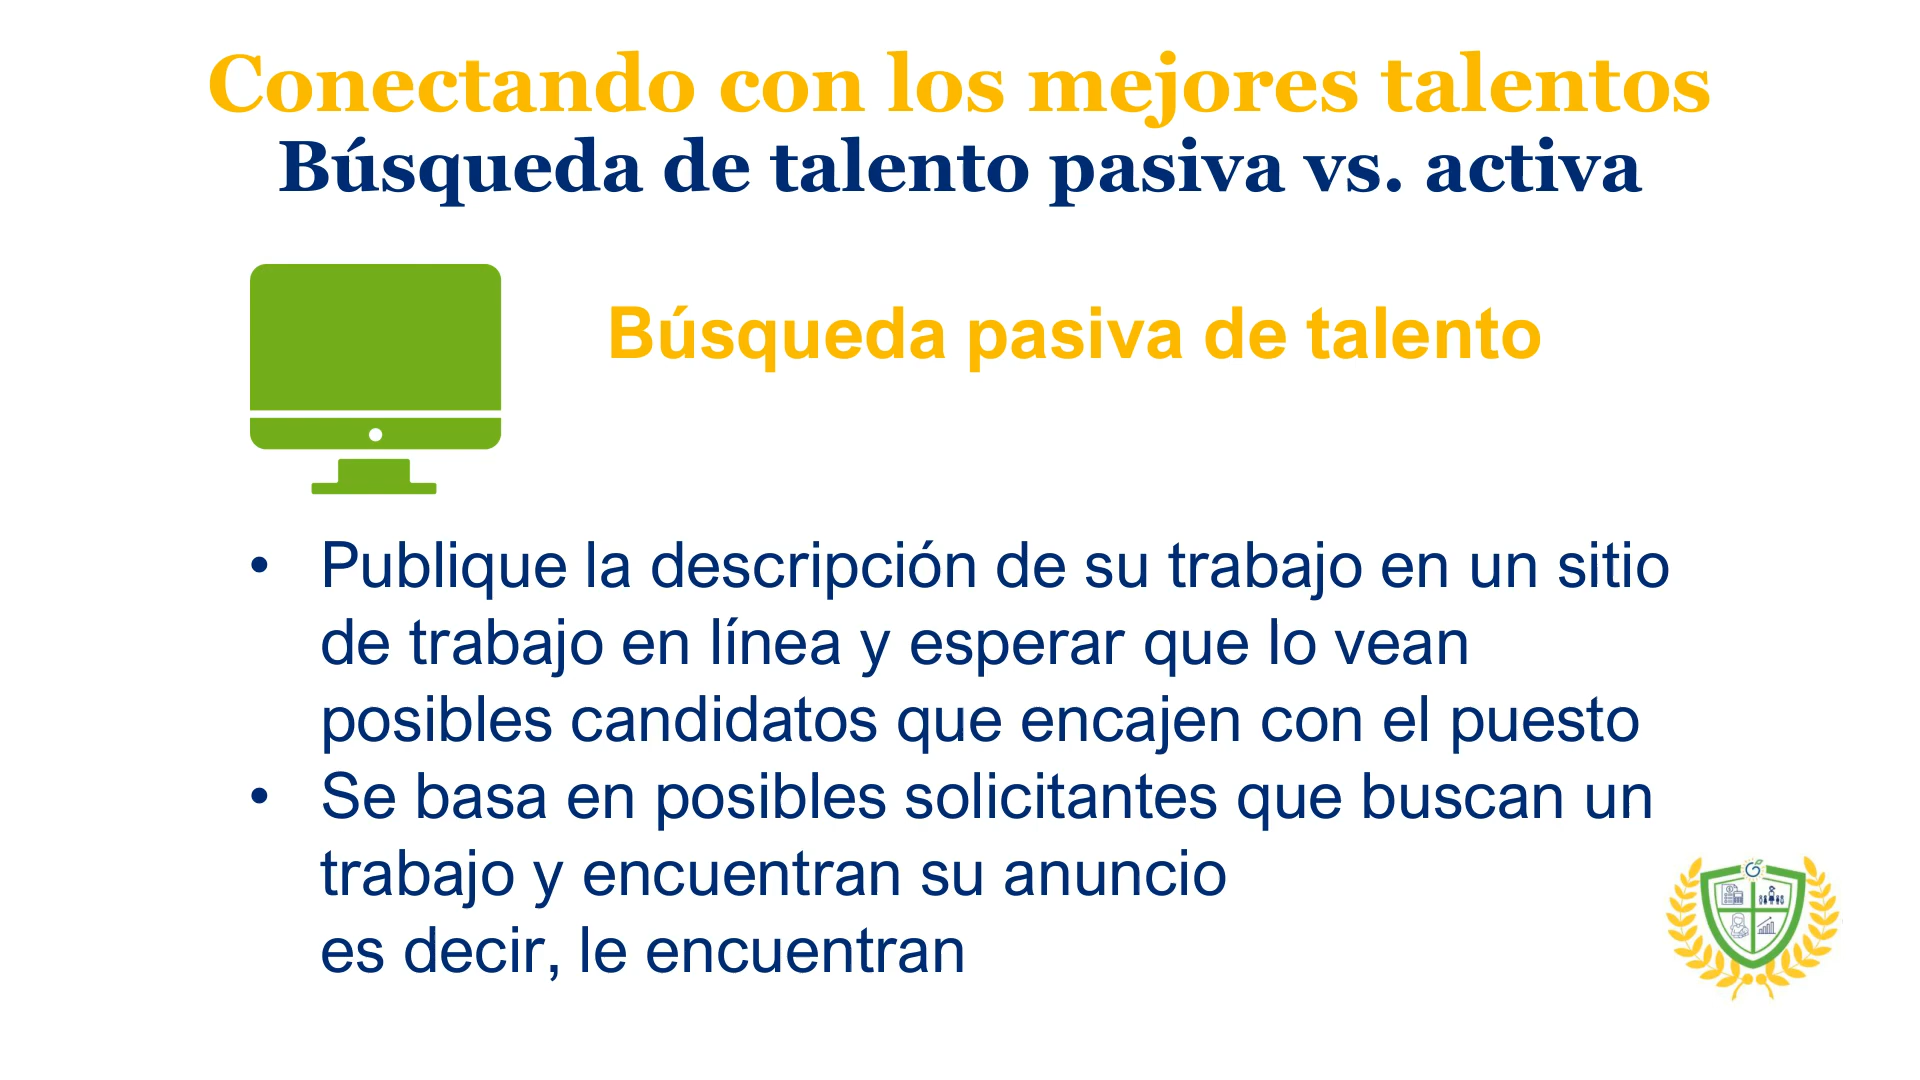 Conectando con los mejores talentos
Búsqueda de talento pasiva vs. activa
Búsqueda pasiva de talento
• Publique la descripción de su trabajo en un sitio
de trabajo en línea y esperar que lo vean
posibles candidatos que encajen con el puesto
• Se basa en posibles solicitantes que buscan un
trabajo y encuentran su anuncio
es decir, le encuentran